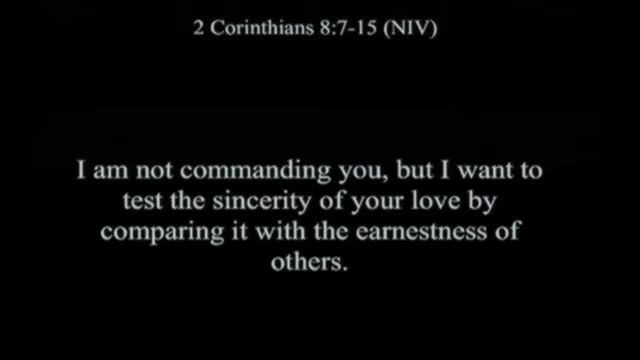 2 Corinthians 8:7-15 (NIV)
I am not commanding you, but I want to
test the sincerity of your love by
comparing it with the earnestness of
others.